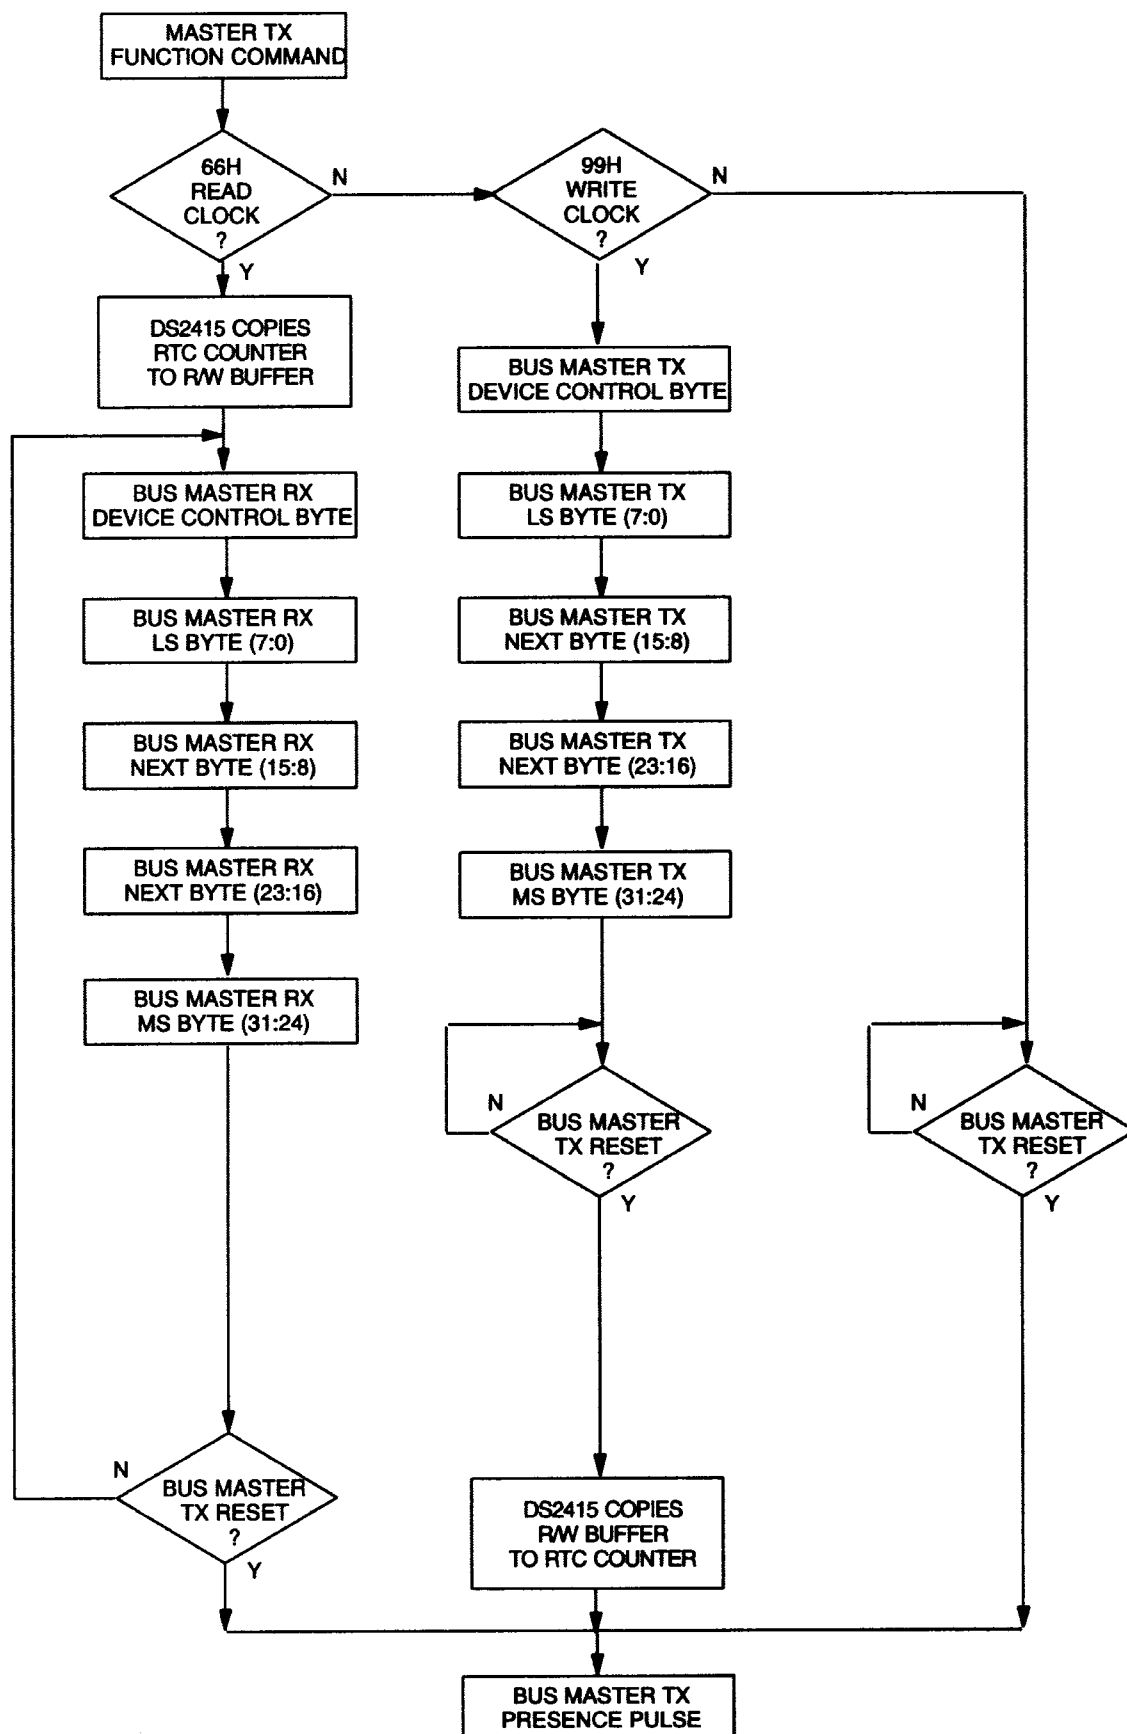 MASTER TX
FUNCTION COMMAND
66H
READ
CLOCK
?
N
Y
99H
WRITE
CLOCK
?
N
Y
DS2415 COPIES
RTC COUNTER
TO R/W BUFFER
BUS MASTER RX
DEVICE CONTROL BYTE
BUS MASTER RX
LS BYTE (7:0)
BUS MASTER RX
NEXT BYTE (15:8)
BUS MASTER RX
NEXT BYTE (23:16)
BUS MASTER RX
MS BYTE (31:24)
N
BUS MASTER
TX RESET
?
Y
BUS MASTER TX
DEVICE CONTROL BYTE
BUS MASTER TX
LS BYTE (7:0)
BUS MASTER TX
NEXT BYTE (15:8)
BUS MASTER TX
NEXT BYTE (23:16)
BUS MASTER TX
MS BYTE (31:24)
N
BUS MASTER
TX RESET
?
Y
DS2415 COPIES
R/W BUFFER
TO RTC COUNTER
N
BUS MASTER
TX RESET
?
Y
BUS MASTER TX
PRESENCE PULSE